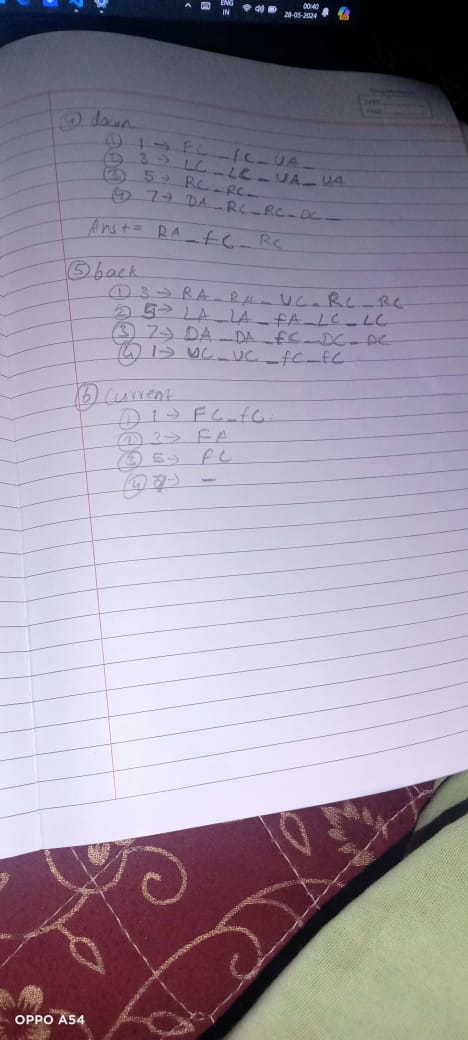 ENG
IN
00:40
28-05-2024
④ down
① 1 → FC _ fC _ UA _
② 3 → LC _ LC _ UA _ UA
③ 5 → RC _ RC _
④ 7 → DA _ RC _ RC _ DC _
Ans += RA _ fC _ RC
⑤ back
① 3 → RA _ RA _ UC _ RC _ RC
② 5 → LA _ LA _ fA _ LC _ LC
③ 7 → DA _ DA _ fC _ DC _ DC
④ 1 → UC _ UC _ fC _ fC
⑥ Current
① 1 → FC _ fC
② 3 → FA
③ 5 → fC
④ 7 → —
OPPO A54